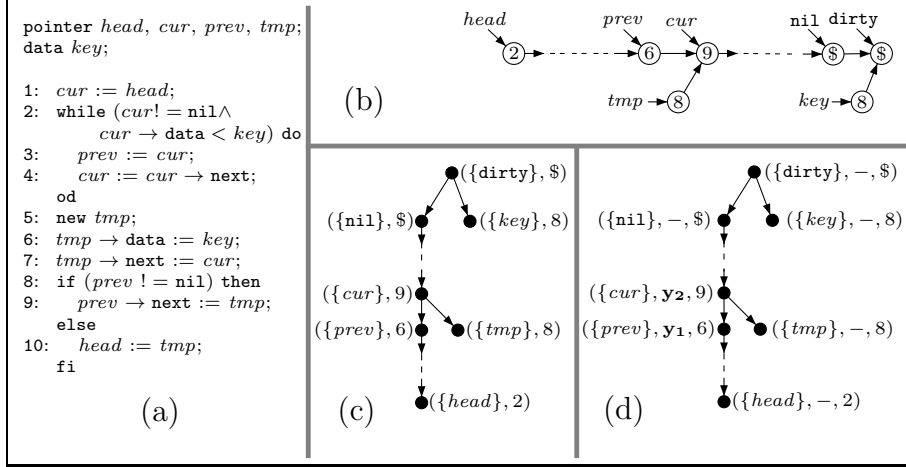 pointer head, cur, prev, tmp;
data key;
1: cur := head;
2: while (cur! = nil∧
cur → data < key) do
3: prev := cur;
4: cur := cur → next;
od
5: new tmp;
6: tmp → data := key;
7: tmp → next := cur;
8: if (prev ! = nil) then
9: prev → next := tmp;
else
10: head := tmp;
fi
(a)
head prev cur nil dirty
2 6 9 $ $
tmp 8 key 8
(b)
({dirty}, $)
({nil}, $) ({key}, 8)
({cur}, 9)
({prev}, 6) ({tmp}, 8)
({head}, 2)
(c)
({dirty}, −, $)
({nil}, −, $) ({key}, −, 8)
({cur}, y₂, 9)
({prev}, y₁, 6) ({tmp}, −, 8)
({head}, −, 2)
(d)